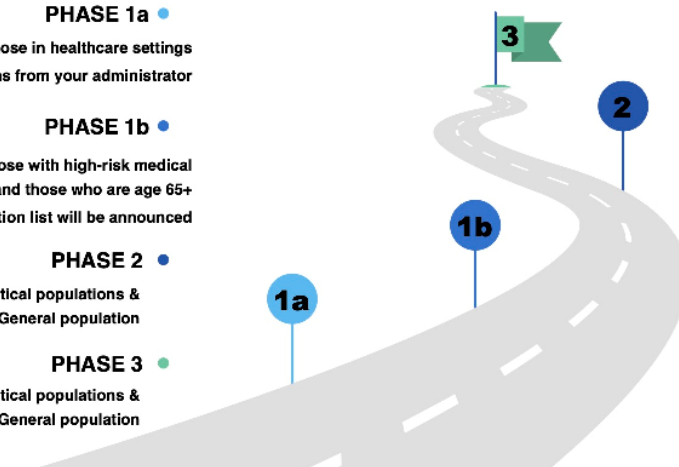 PHASE 1a
ose in healthcare settings
s from your administrator
PHASE 1b
ose with high-risk medical
and those who are age 65+
tion list will be announced
PHASE 2
tical populations &
General population
PHASE 3
tical populations &
General population
3
2
1b
1a